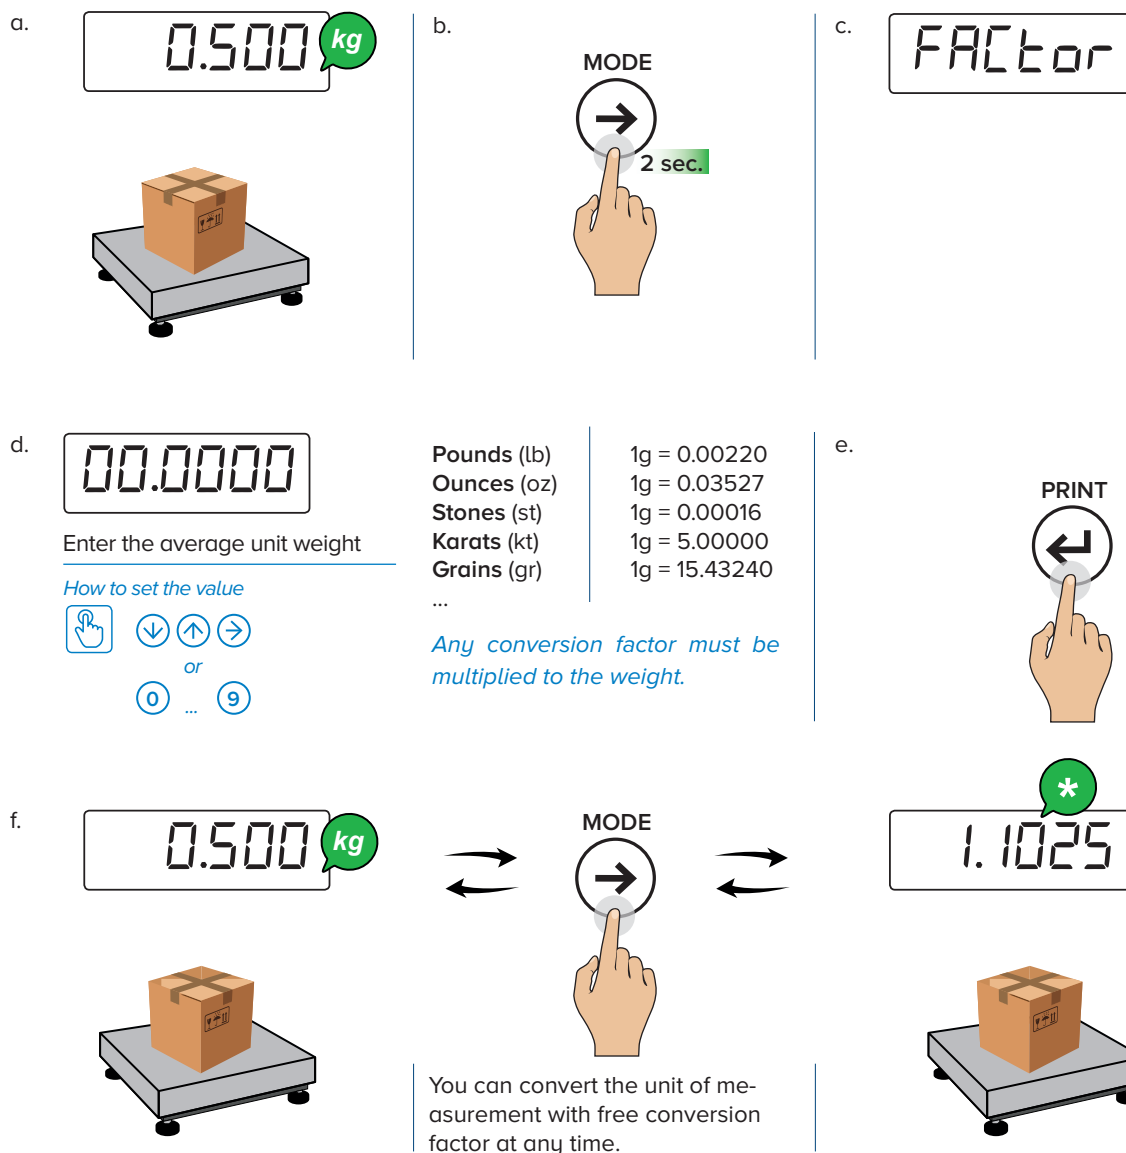 a.
0.500 kg
b.
MODE
2 sec.
c.
FACtor
d.
00.0000
Enter the average unit weight
How to set the value
or
0 ... 9
Pounds (lb) 1g = 0.00220
Ounces (oz) 1g = 0.03527
Stones (st) 1g = 0.00016
Karats (kt) 1g = 5.00000
Grains (gr) 1g = 15.43240
...
Any conversion factor must be
multiplied to the weight.
e.
PRINT
f.
0.500 kg
MODE
*
1.1025
You can convert the unit of me-
asurement with free conversion
factor at any time.